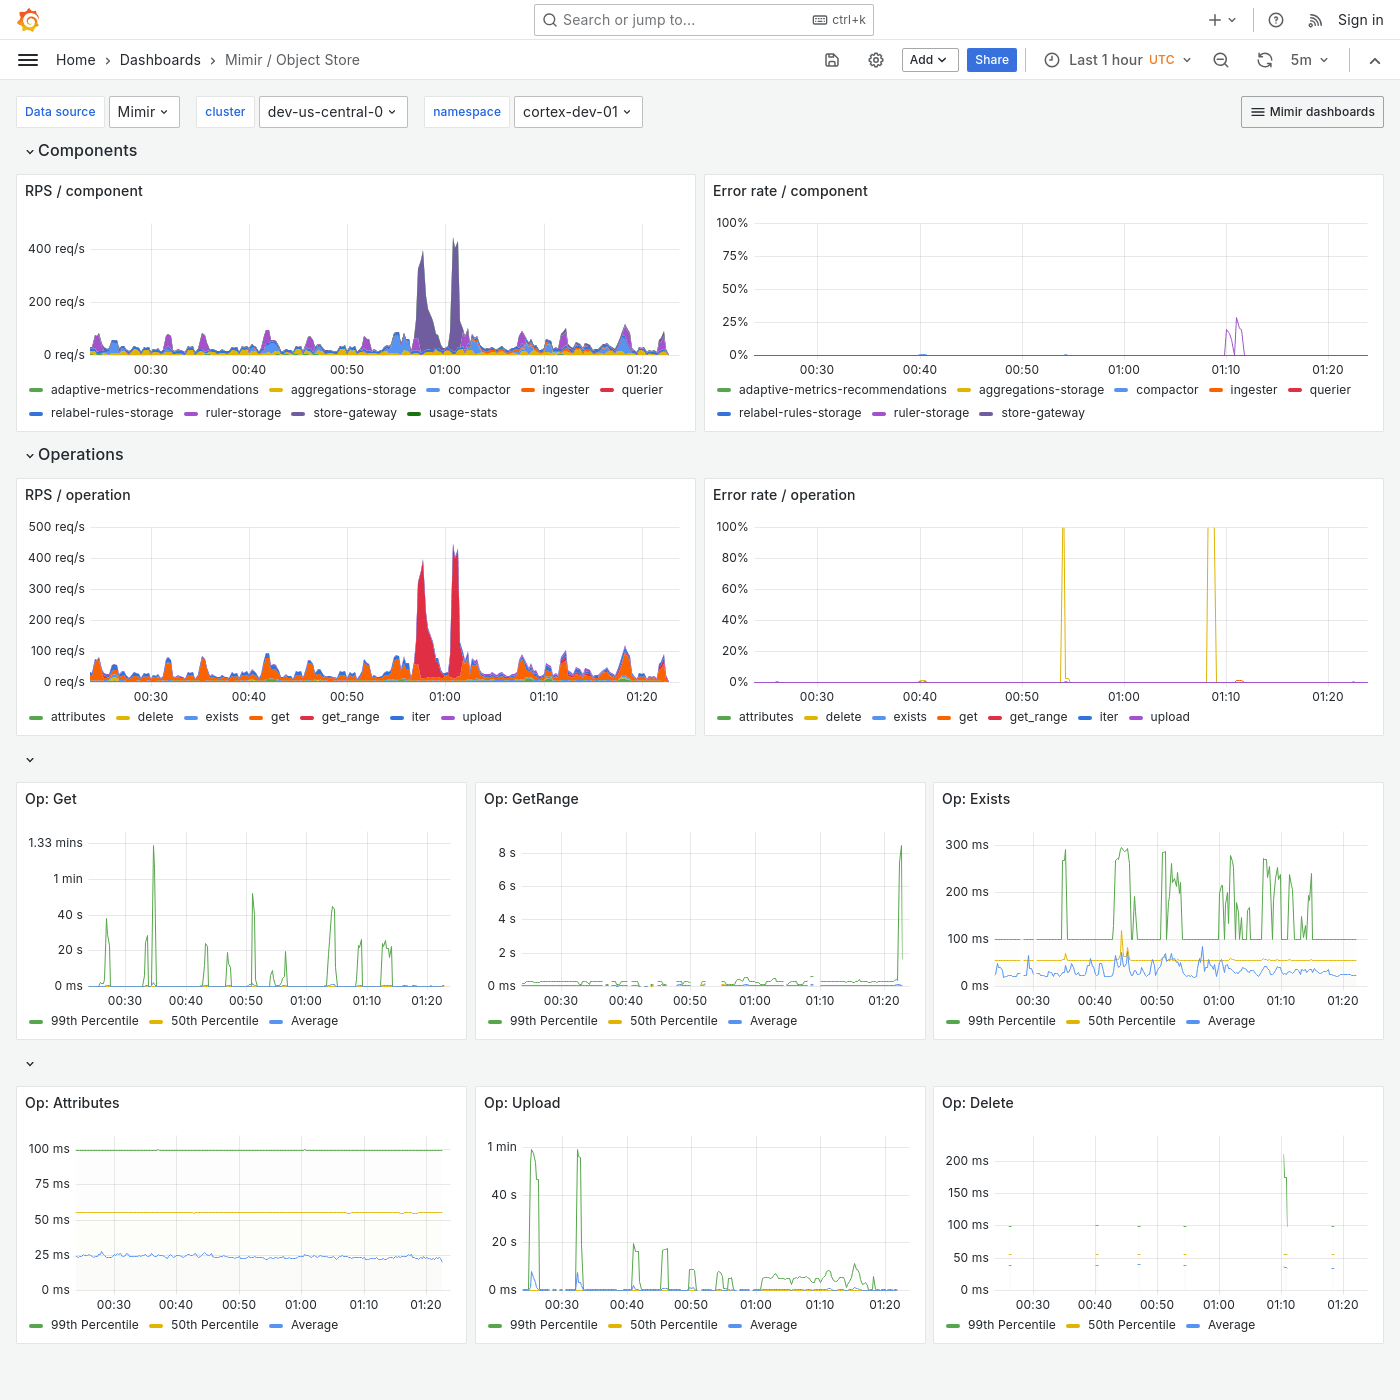 Search or jump to... ctrl+k Sign in
Home Dashboards Mimir / Object Store Add Share Last 1 hour UTC 5m
Data source Mimir cluster dev-us-central-0 namespace cortex-dev-01 Mimir dashboards
Components
RPS / component
400 req/s
200 req/s
0 req/s
00:30 00:40 00:50 01:00 01:10 01:20
adaptive-metrics-recommendations aggregations-storage compactor ingester querier
relabel-rules-storage ruler-storage store-gateway usage-stats
Error rate / component
100%
75%
50%
25%
0%
00:30 00:40 00:50 01:00 01:10 01:20
adaptive-metrics-recommendations aggregations-storage compactor ingester querier
relabel-rules-storage ruler-storage store-gateway
Operations
RPS / operation
500 req/s
400 req/s
300 req/s
200 req/s
100 req/s
0 req/s
00:30 00:40 00:50 01:00 01:10 01:20
attributes delete exists get get_range iter upload
Error rate / operation
100%
80%
60%
40%
20%
0%
00:30 00:40 00:50 01:00 01:10 01:20
attributes delete exists get get_range iter upload
Op: Get
1.33 mins
1 min
40 s
20 s
0 ms
00:30 00:40 00:50 01:00 01:10 01:20
99th Percentile 50th Percentile Average
Op: GetRange
8 s
6 s
4 s
2 s
0 ms
00:30 00:40 00:50 01:00 01:10 01:20
99th Percentile 50th Percentile Average
Op: Exists
300 ms
200 ms
100 ms
0 ms
00:30 00:40 00:50 01:00 01:10 01:20
99th Percentile 50th Percentile Average
Op: Attributes
100 ms
75 ms
50 ms
25 ms
0 ms
00:30 00:40 00:50 01:00 01:10 01:20
99th Percentile 50th Percentile Average
Op: Upload
1 min
40 s
20 s
0 ms
00:30 00:40 00:50 01:00 01:10 01:20
99th Percentile 50th Percentile Average
Op: Delete
200 ms
150 ms
100 ms
50 ms
0 ms
00:30 00:40 00:50 01:00 01:10 01:20
99th Percentile 50th Percentile Average